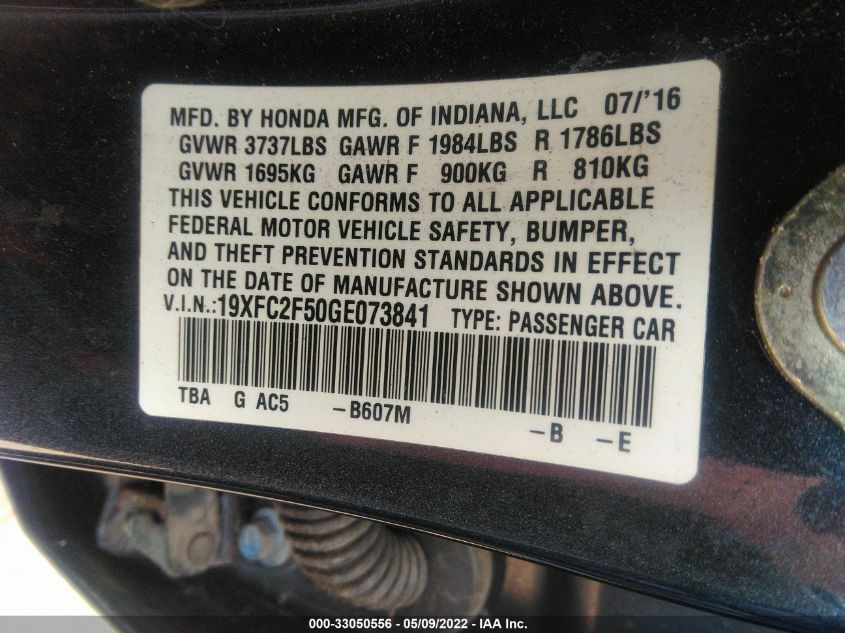 MFD. BY HONDA MFG. OF INDIANA, LLC 07/'16
GVWR 3737LBS GAWR F 1984LBS R 1786LBS
GVWR 1695KG GAWR F 900KG R 810KG
THIS VEHICLE CONFORMS TO ALL APPLICABLE
FEDERAL MOTOR VEHICLE SAFETY, BUMPER,
AND THEFT PREVENTION STANDARDS IN EFFECT
ON THE DATE OF MANUFACTURE SHOWN ABOVE.
V.I.N.:19XFC2F50GE073841 TYPE: PASSENGER CAR
TBA G AC5 -B607M -B -E
000-33050556 - 05/09/2022 - IAA Inc.